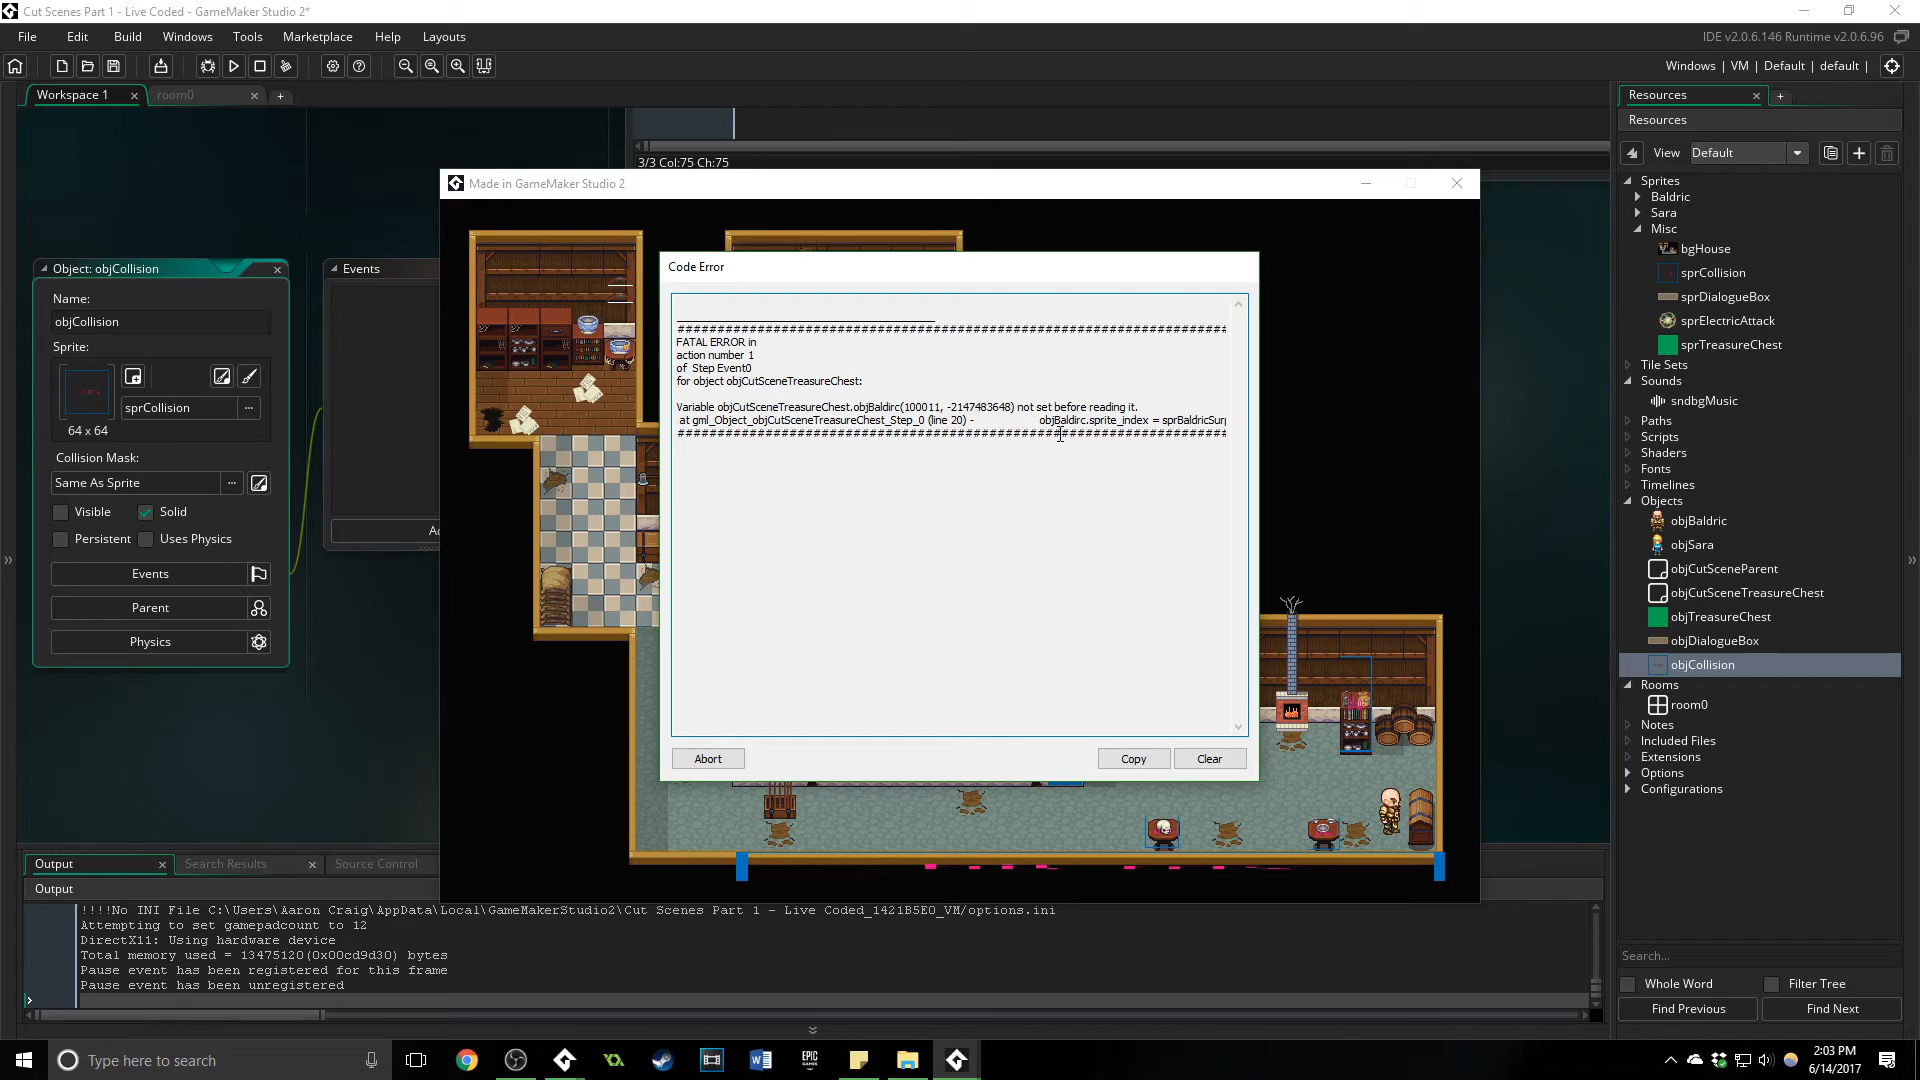 Cut Scenes Part 1 - Live Coded - GameMaker Studio 2*
File Edit Build Windows Tools Marketplace Help Layouts
IDE v2.0.6.146 Runtime v2.0.6.96
Windows | VM | Default | default |
Workspace 1
room0
3/3 Col:75 Ch:75
Object: objCollision
Name:
objCollision
Sprite:
sprCollision
64 x 64
Collision Mask:
Same As Sprite
Visible Solid
Persistent Uses Physics
Events
Parent
Physics
Events
Made in GameMaker Studio 2
Code Error
############################################################################################
FATAL ERROR in
action number 1
of Step Event0
for object objCutSceneTreasureChest:
Variable objCutSceneTreasureChest.objBaldirc(100011, -2147483648) not set before reading it.
at gml_Object_objCutSceneTreasureChest_Step_0 (line 20) - objBaldirc.sprite_index = sprBaldricSurp
############################################################################################
Abort Copy Clear
Output Search Results Source Control
Output
!!!!No INI File C:\Users\Aaron Craig\AppData\Local\GameMakerStudio2\Cut Scenes Part 1 - Live Coded_1421B5E0_VM/options.ini
Attempting to set gamepadcount to 12
DirectX11: Using hardware device
Total memory used = 13475120(0x00cd9d30) bytes
Pause event has been registered for this frame
Pause event has been unregistered
Resources
Resources
View Default
Sprites
Baldric
Sara
Misc
bgHouse
sprCollision
sprDialogueBox
sprElectricAttack
sprTreasureChest
Tile Sets
Sounds
sndbgMusic
Paths
Scripts
Shaders
Fonts
Timelines
Objects
objBaldric
objSara
objCutSceneParent
objCutSceneTreasureChest
objTreasureChest
objDialogueBox
objCollision
Rooms
room0
Notes
Included Files
Extensions
Options
Configurations
Search...
Whole Word Filter Tree
Find Previous Find Next
Type here to search
EPIC GAMES
2:03 PM
6/14/2017